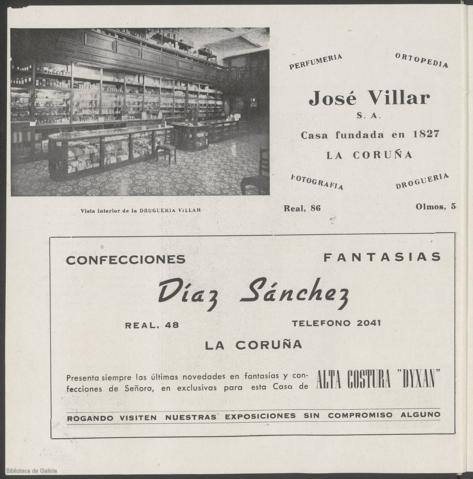 PERFUMERIA
ORTOPEDIA
José Villar
S. A.
Casa fundada en 1827
LA CORUÑA
FOTOGRAFIA
DROGUERIA
Real, 86
Olmos, 5
Vista interior de la DROGUERIA VILLAR
CONFECCIONES
FANTASIAS
Díaz Sánchez
REAL. 48
TELEFONO 2041
LA CORUÑA
Presenta siempre las últimas novedades en fantasías y con-
fecciones de Señora, en exclusivas para esta Casa de
ALTA COSTURA "DYXAN"
ROGANDO VISITEN NUESTRAS EXPOSICIONES SIN COMPROMISO ALGUNO
Biblioteca de Galicia